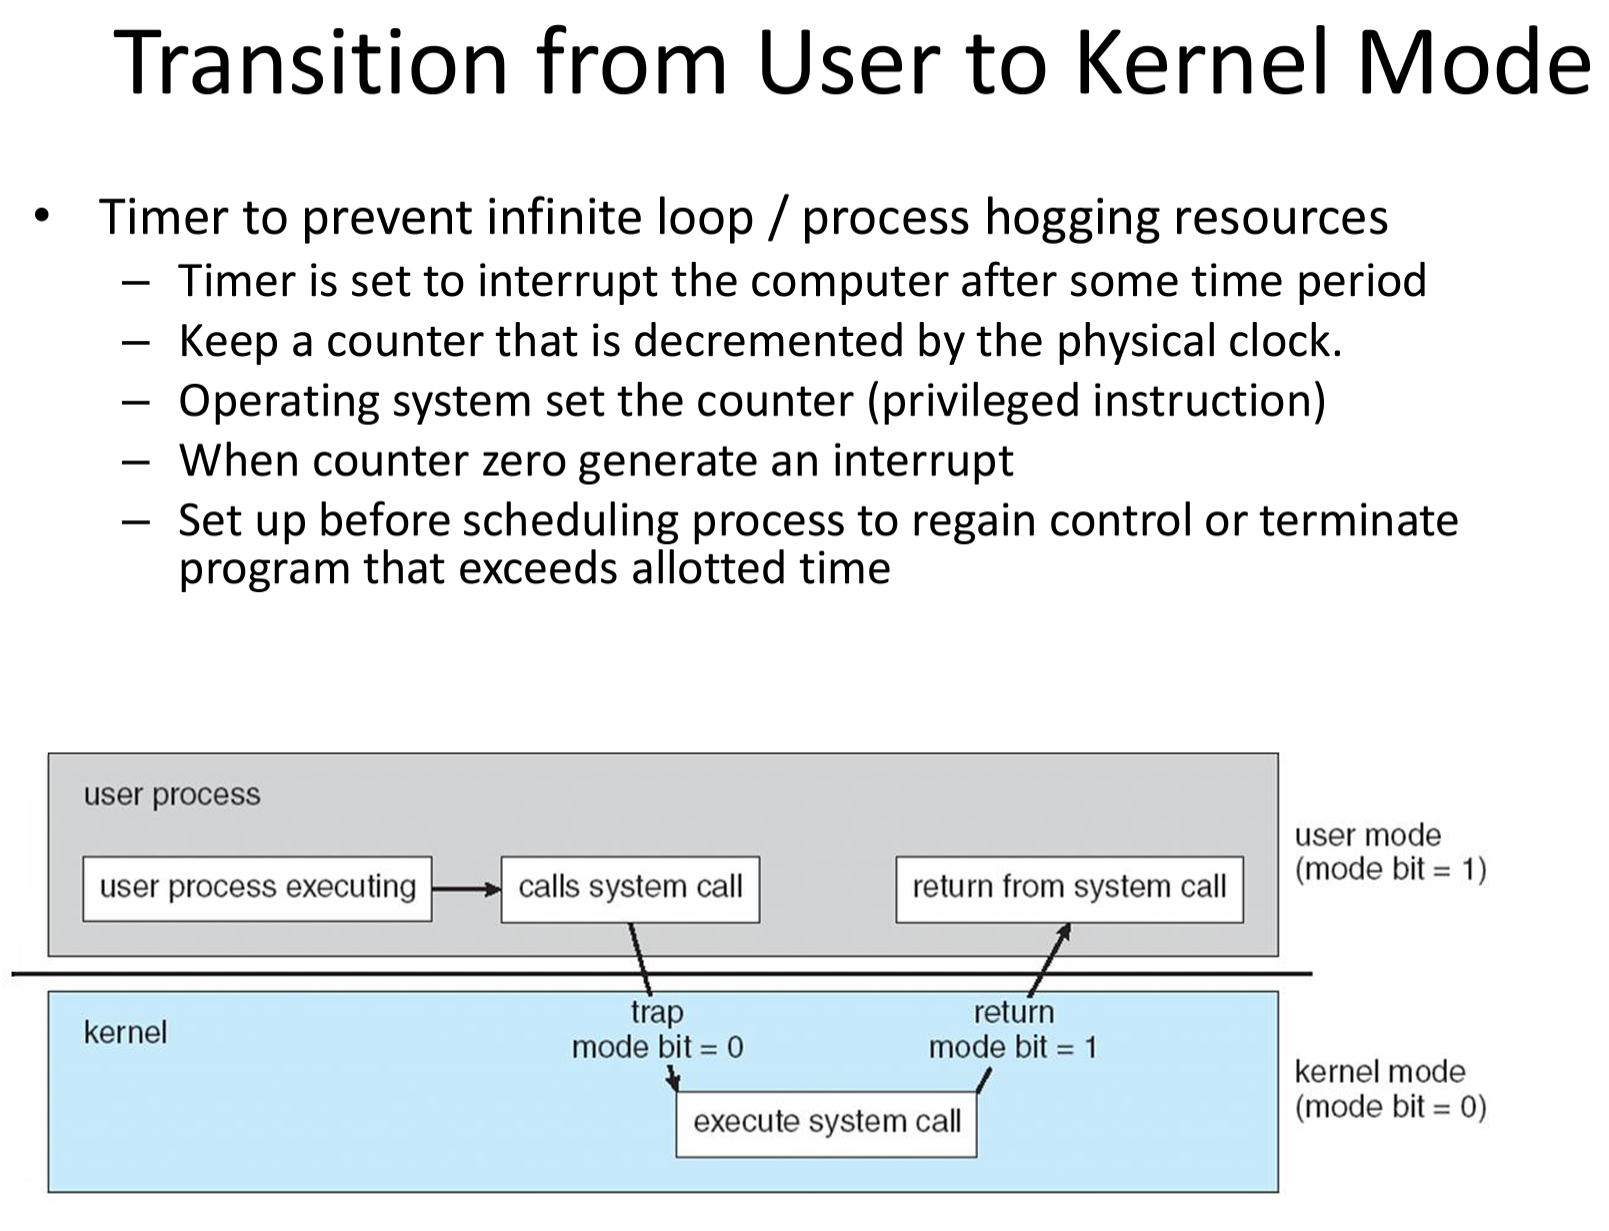 Transition from User to Kernel Mode
• Timer to prevent infinite loop / process hogging resources
– Timer is set to interrupt the computer after some time period
– Keep a counter that is decremented by the physical clock.
– Operating system set the counter (privileged instruction)
– When counter zero generate an interrupt
– Set up before scheduling process to regain control or terminate
program that exceeds allotted time
user process
user process executing
calls system call
return from system call
user mode
(mode bit = 1)
kernel
trap
mode bit = 0
return
mode bit = 1
execute system call
kernel mode
(mode bit = 0)